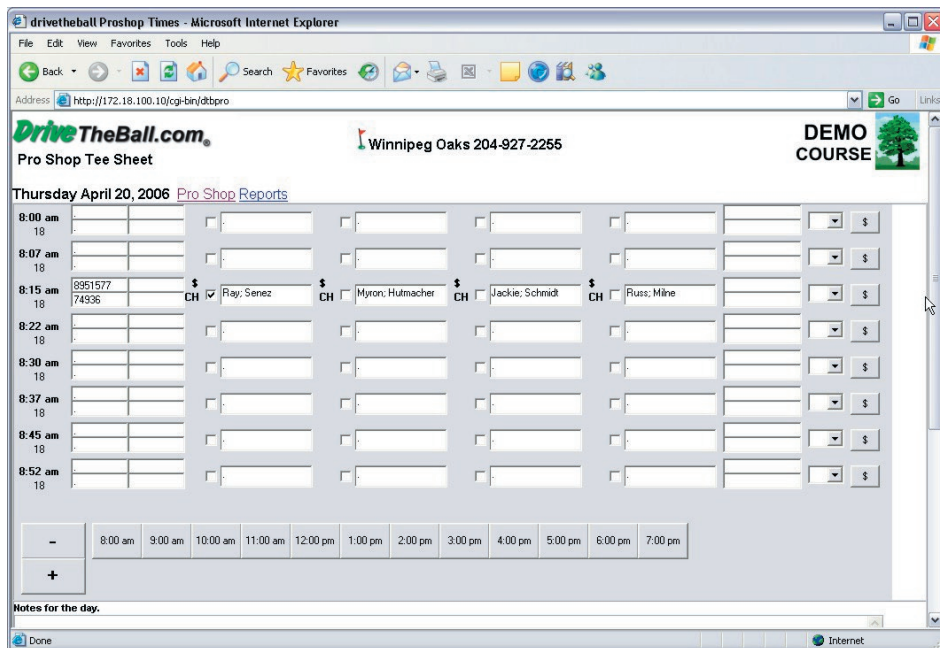 drivetheball Proshop Times - Microsoft Internet Explorer
File Edit View Favorites Tools Help
Back Search Favorites
Address http://172.18.100.10/cgi-bin/dtbpro Go Links
DriveTheBall.com®
Winnipeg Oaks 204-927-2255
DEMO
COURSE
Pro Shop Tee Sheet
Thursday April 20, 2006 Pro Shop Reports
8:00 am . . . . . $
18 .
8:07 am . . . . . $
18 .
8:15 am 8951577 $ $ $ $
18 74936 CH Ray; Senez CH Myron; Hutmacher CH Jackie; Schmidt CH Russ; Milne $
8:22 am . . . . . $
18 .
8:30 am . . . . . $
18 .
8:37 am . . . . . $
18 .
8:45 am . . . . . $
18 .
8:52 am . . . . . $
18 .
- 8:00 am 9:00 am 10:00 am 11:00 am 12:00 pm 1:00 pm 2:00 pm 3:00 pm 4:00 pm 5:00 pm 6:00 pm 7:00 pm
+
Notes for the day.
Done Internet